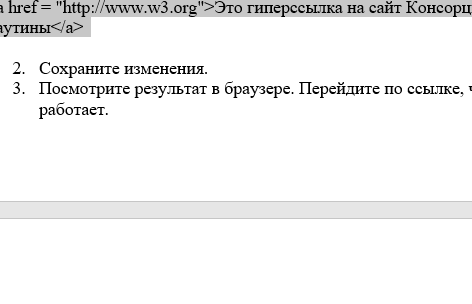 a href = "http://www.w3.org">Это гиперссылка на сайт Консорц
аутины</a>
2. Сохраните изменения.
3. Посмотрите результат в браузере. Перейдите по ссылке, ч
работает.